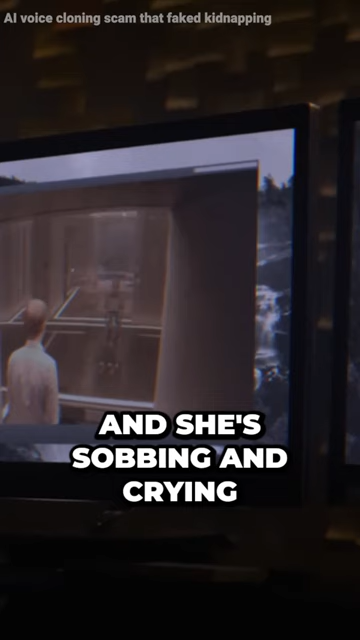 AI voice cloning scam that faked kidnapping
AND SHE'S
SOBBING AND
CRYING